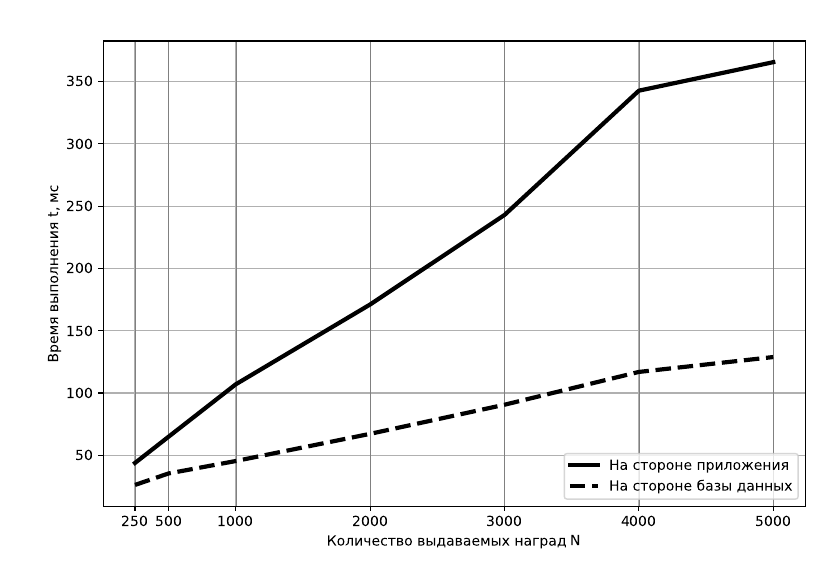 Время выполнения t, мс
350
300
250
200
150
100
50
250 500 1000 2000 3000 4000 5000
Количество выдаваемых наград N
На стороне приложения
На стороне базы данных